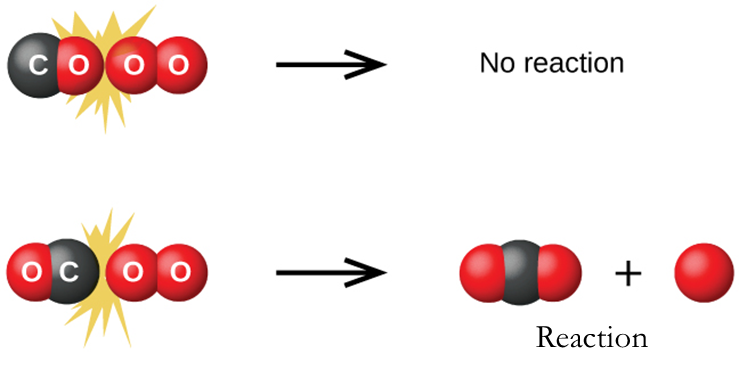 C O O O
No reaction
O C O O
+
Reaction